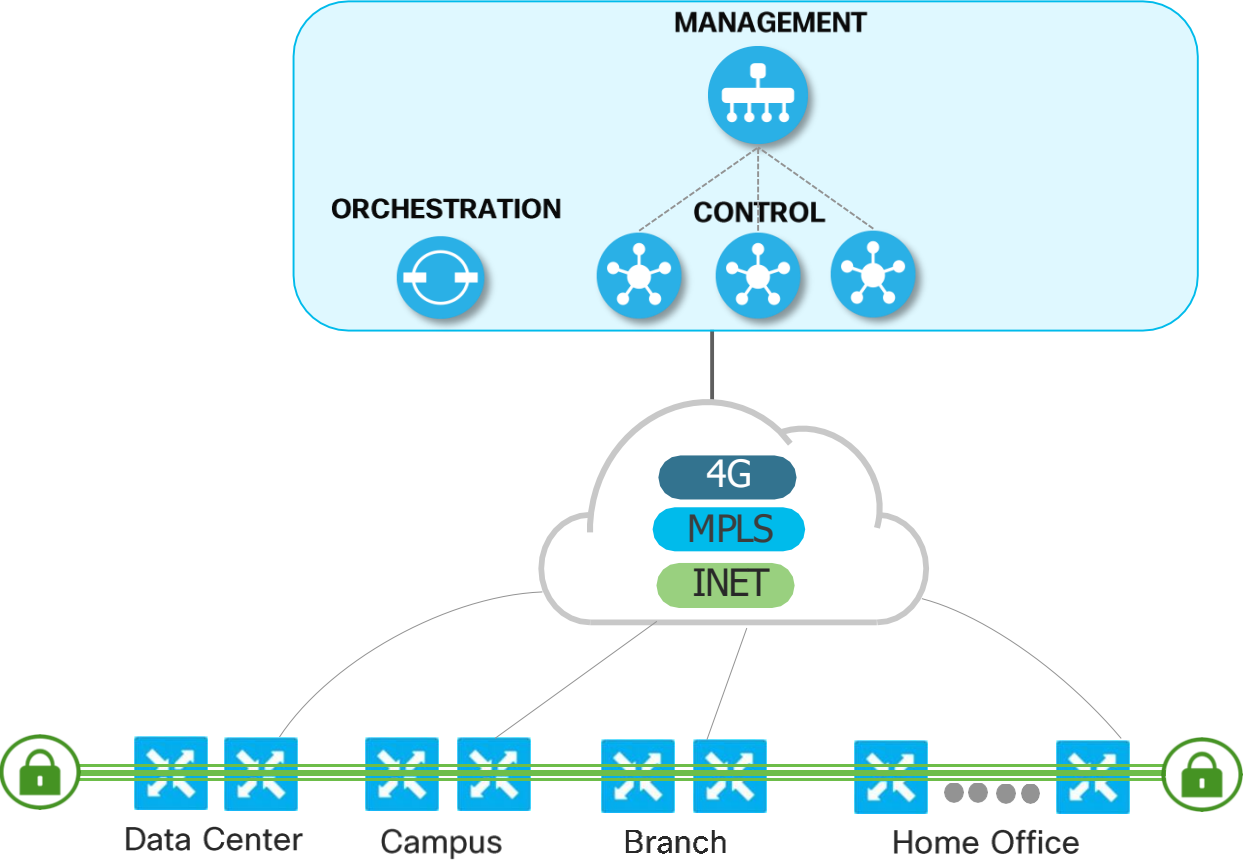 MANAGEMENT
ORCHESTRATION
CONTROL
4G
MPLS
INET
Data Center
Campus
Branch
Home Office